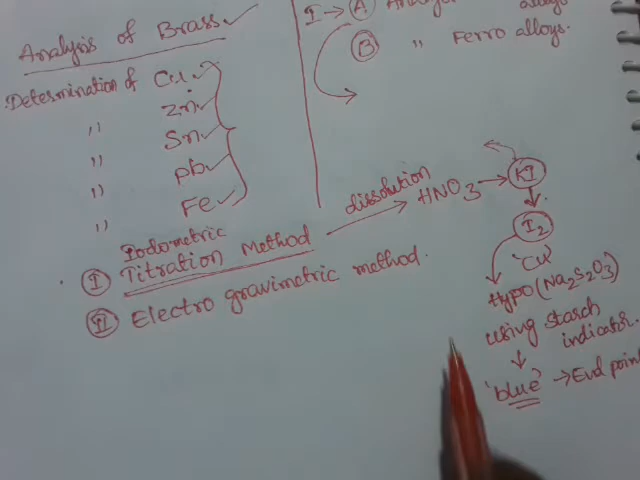 Analysis of Brass
Determination of Cu
" Zn
" Sn
" Pb
" Fe
I → A alloys
B " Ferro alloys.
I Iodometric
Titration Method
dissolution
HNO3 → KI
I2
'Cu'
Hypo (Na2S2O3)
using starch
indicator.
'blue' → End point
II Electro gravimetric method.